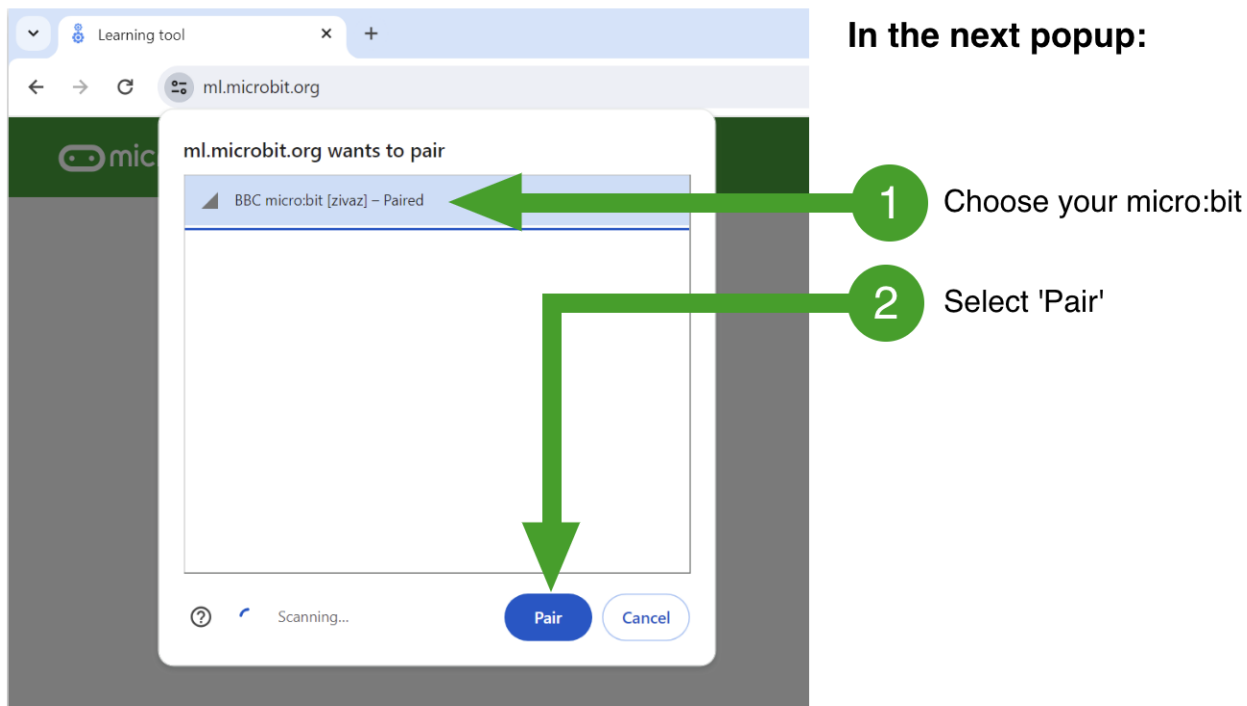 Learning tool
In the next popup:
ml.microbit.org
mic
ml.microbit.org wants to pair
BBC micro:bit [zivaz] – Paired
1 Choose your micro:bit
2 Select 'Pair'
Scanning...
Pair
Cancel